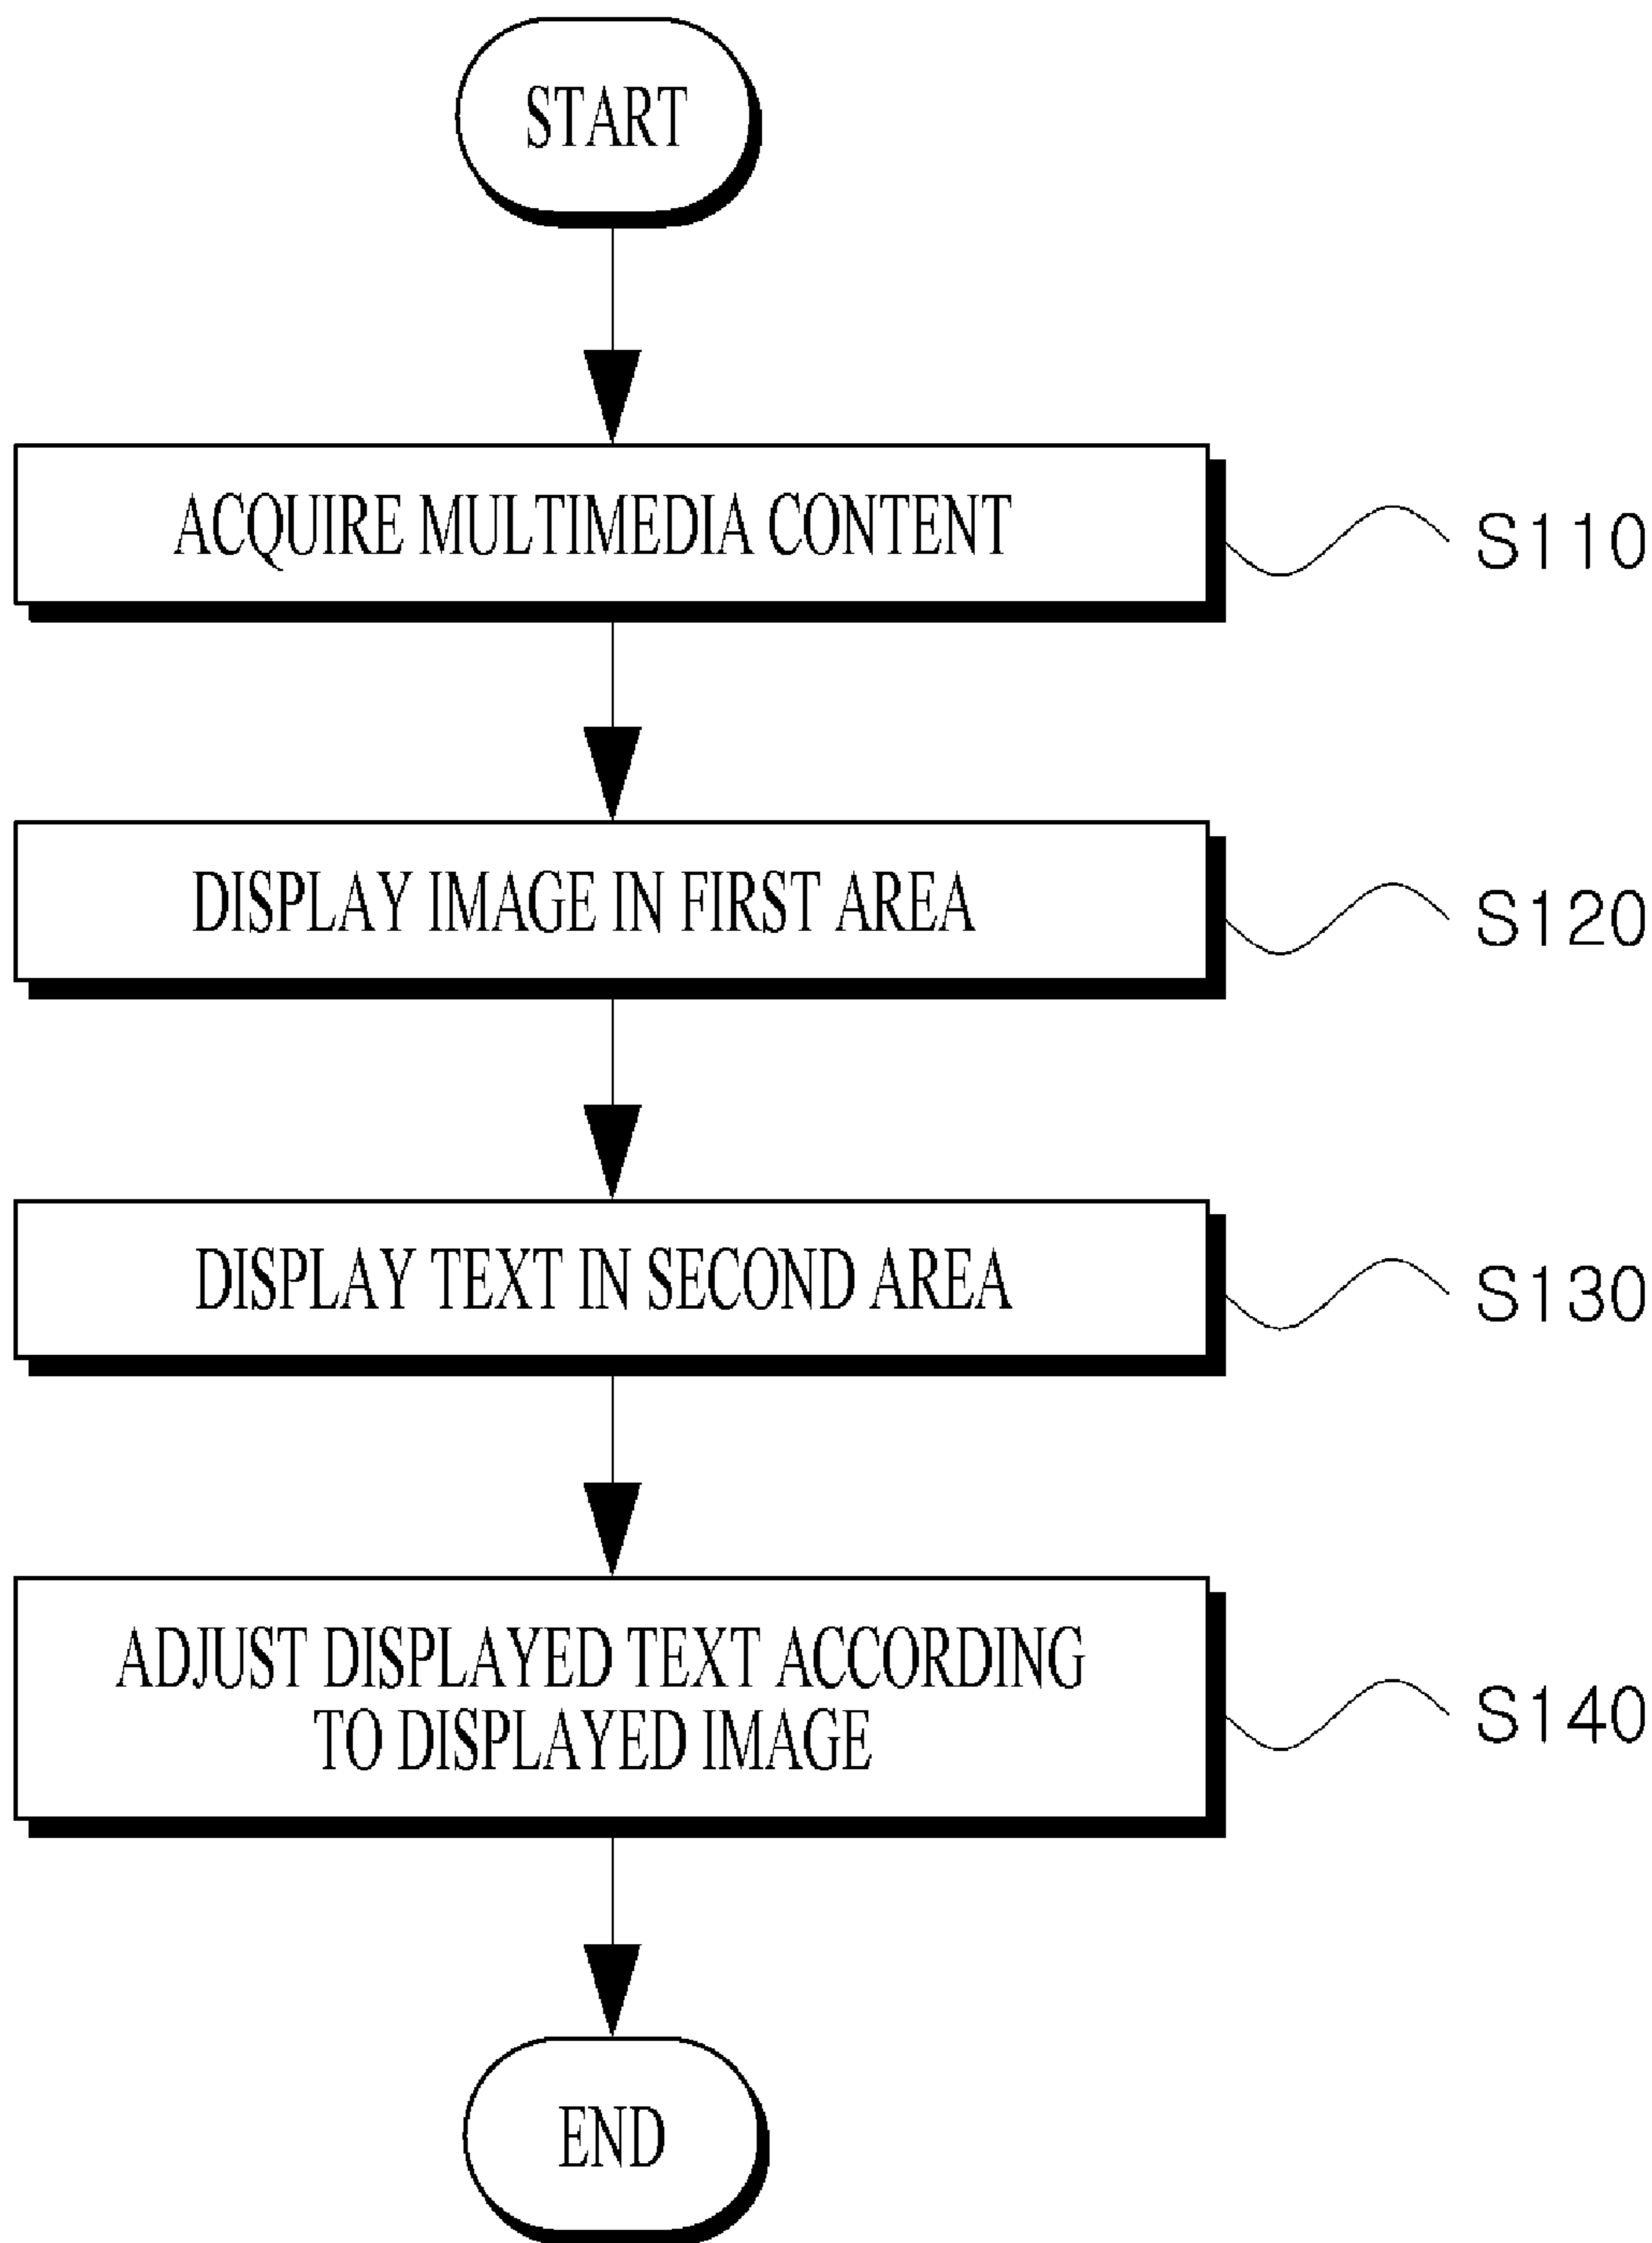 START
ACQUIRE MULTIMEDIA CONTENT
S110
DISPLAY IMAGE IN FIRST AREA
S120
DISPLAY TEXT IN SECOND AREA
S130
ADJUST DISPLAYED TEXT ACCORDING
TO DISPLAYED IMAGE
S140
END